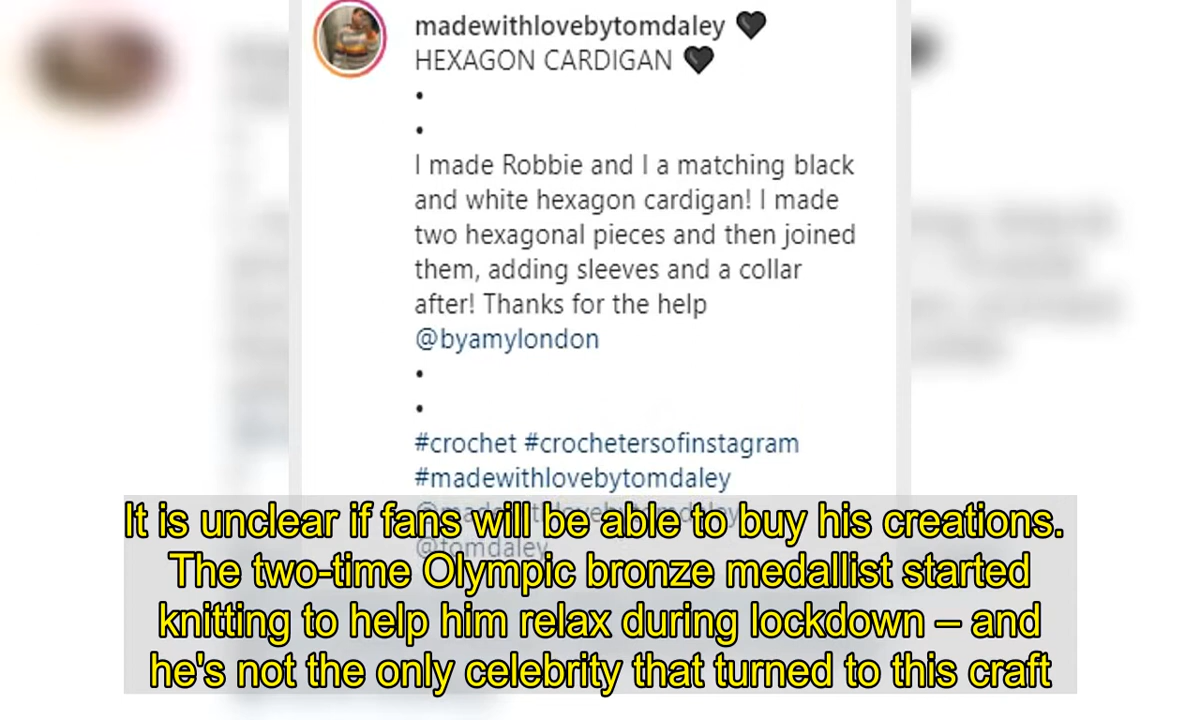 madewithlovebytomdaley 🖤
HEXAGON CARDIGAN 🖤
•
•
I made Robbie and I a matching black
and white hexagon cardigan! I made
two hexagonal pieces and then joined
them, adding sleeves and a collar
after! Thanks for the help
@byamylondon
•
•
#crochet #crochetersofinstagram
#madewithlovebytomdaley
@madewithlovebytomdaley
@tomdaley
It is unclear if fans will be able to buy his creations.
The two-time Olympic bronze medallist started
knitting to help him relax during lockdown – and
he's not the only celebrity that turned to this craft